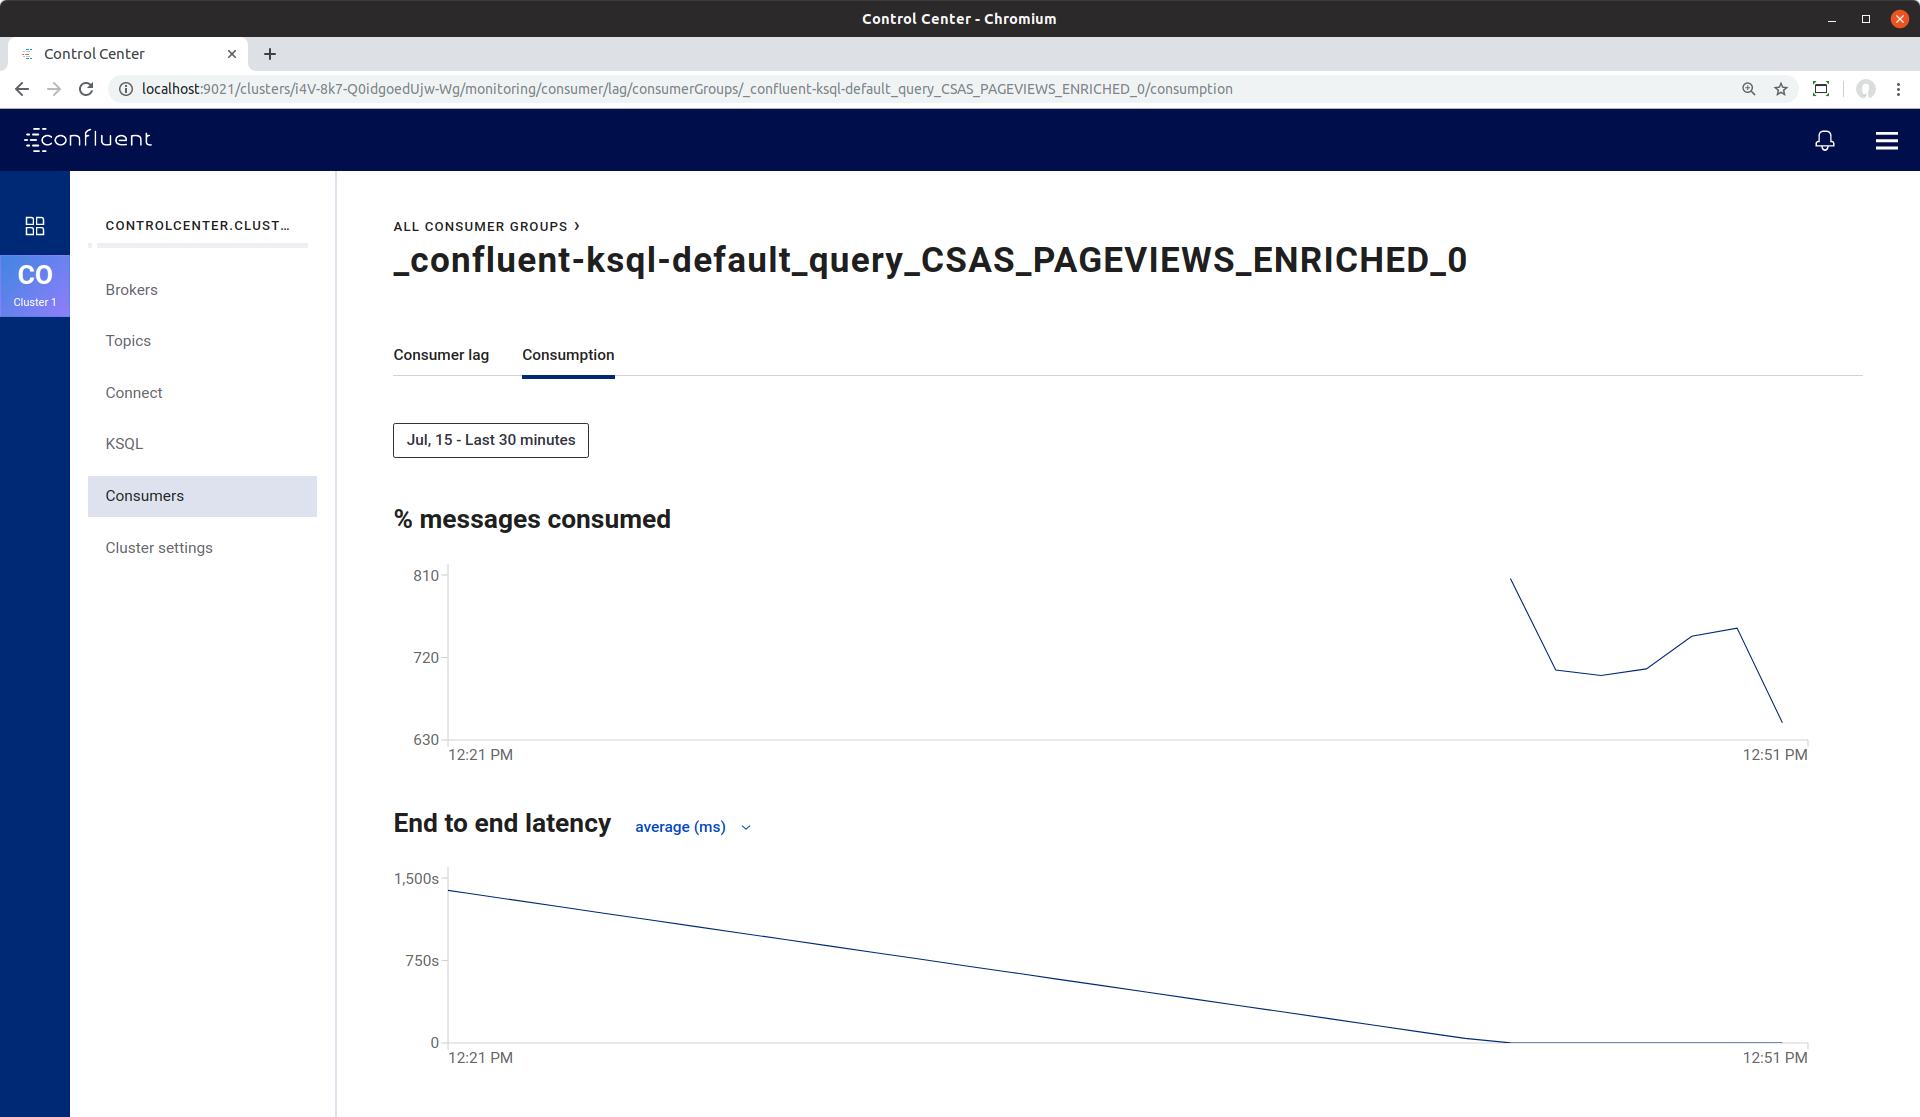 Control Center - Chromium
Control Center
localhost:9021/clusters/i4V-8k7-Q0idgoedUjw-Wg/monitoring/consumer/lag/consumerGroups/_confluent-ksql-default_query_CSAS_PAGEVIEWS_ENRICHED_0/consumption
confluent
CONTROLCENTER.CLUST...
CO
Cluster 1
Brokers
Topics
Connect
KSQL
Consumers
Cluster settings
ALL CONSUMER GROUPS ›
_confluent-ksql-default_query_CSAS_PAGEVIEWS_ENRICHED_0
Consumer lag Consumption
Jul, 15 - Last 30 minutes
% messages consumed
810
720
630
12:21 PM 12:51 PM
End to end latency average (ms)
1,500s
750s
0
12:21 PM 12:51 PM